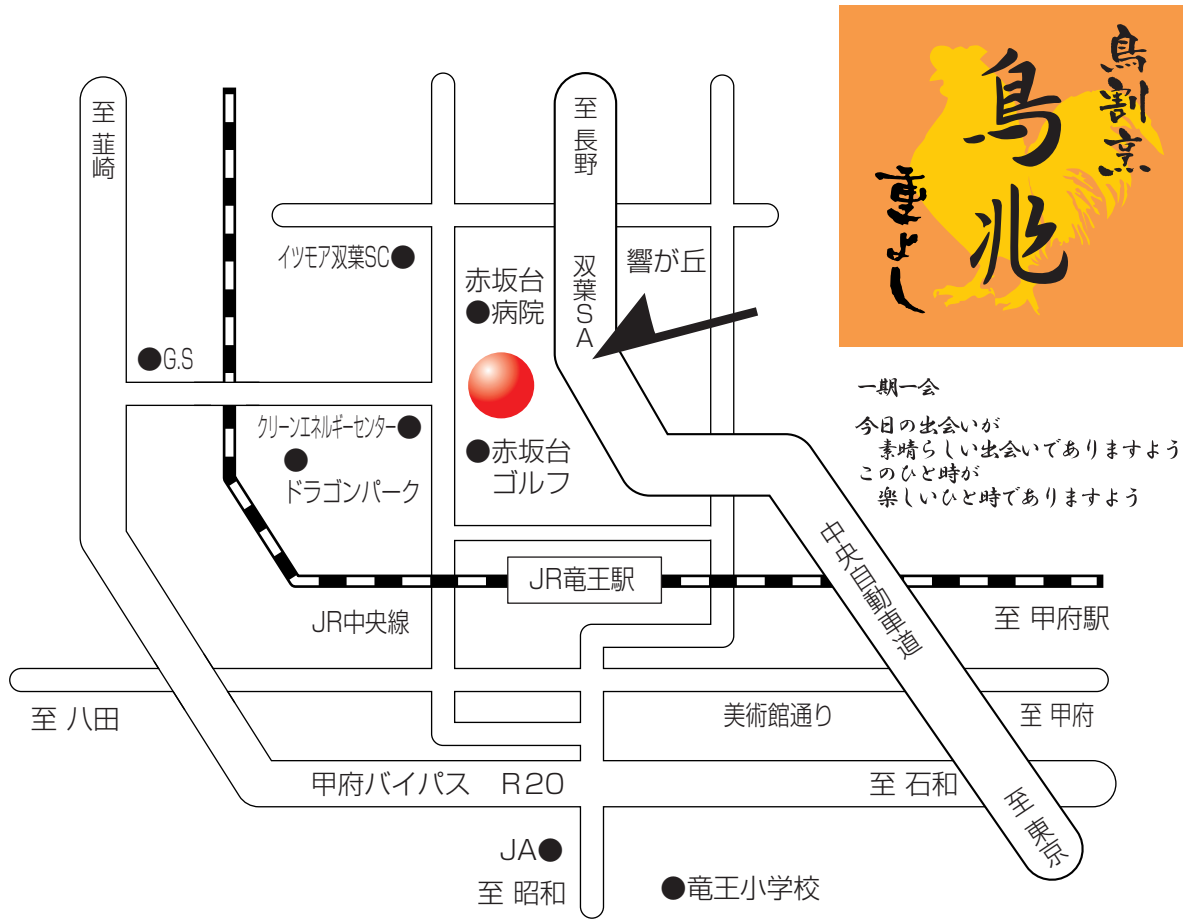 鳥割烹
鳥兆
重よし
至 韮崎
至 長野
イツモア双葉SC
赤坂台
病院
双葉SA
響が丘
G.S
一期一会
今日の出会いが
素晴らしい出会いでありますよう
このひと時が
楽しいひと時でありますよう
クリーンエネルギーセンター
ドラゴンパーク
赤坂台
ゴルフ
中央自動車道
JR竜王駅
JR中央線
至 甲府駅
至 八田
美術館通り
至 甲府
甲府バイパス R20
至 石和
至 東京
JA
至 昭和
竜王小学校